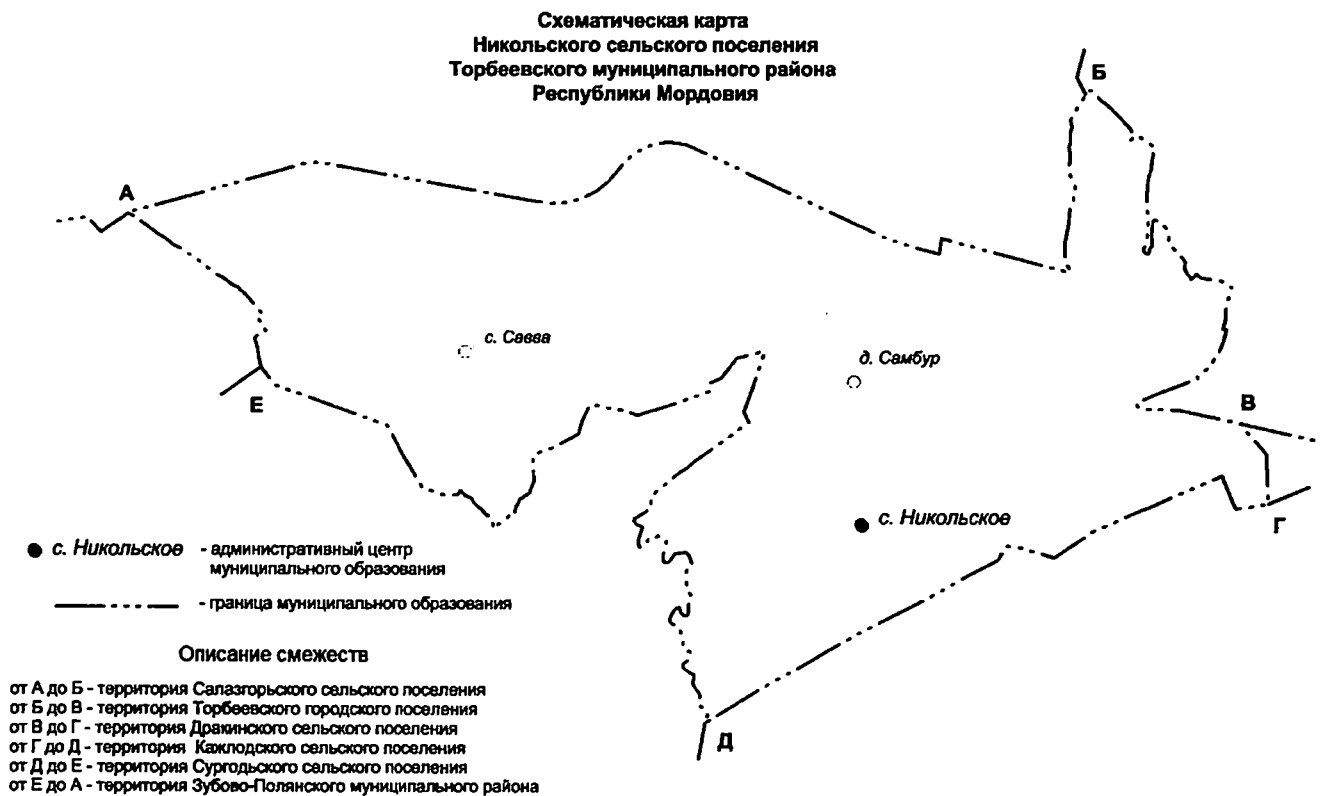 Схематическая карта
Никольского сельского поселения
Торбеевского муниципального района
Республики Мордовия
Б
А
с. Савва
д. Самбур
Е
В
с. Никольское
Г
Д
с. Никольское - административный центр
муниципального образования
- граница муниципального образования
Описание смежеств
от А до Б - территория Салазгорьского сельского поселения
от Б до В - территория Торбеевского городского поселения
от В до Г - территория Дракинского сельского поселения
от Г до Д - территория Кажлодского сельского поселения
от Д до Е - территория Сургодьского сельского поселения
от Е до А - территория Зубово-Полянского муниципального района